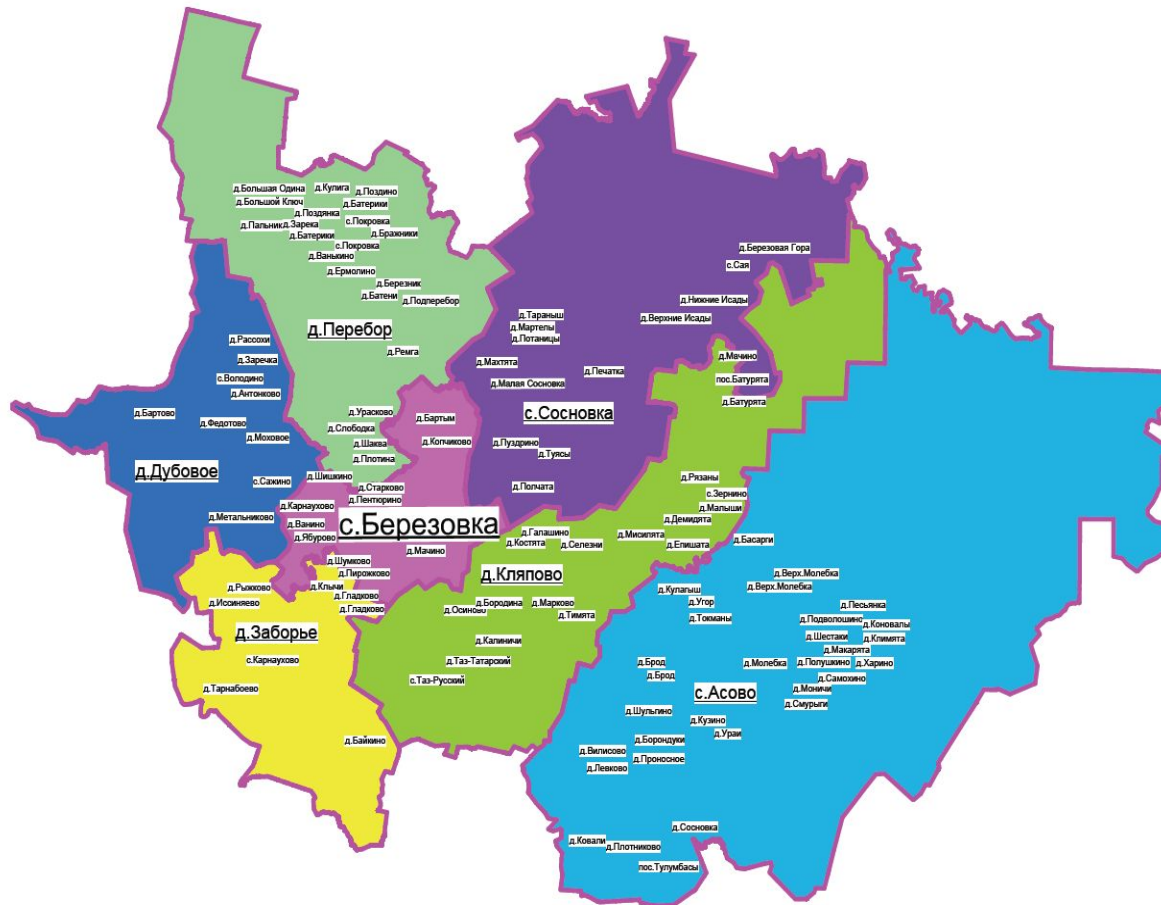 д.Большая Одина
д.Кулига
д.Поздино
д.Большой Ключ
д.Батерики
д.Поздянка
д.Пальник
д.Зарека
с.Покровка
д.Батерики
д.Бражники
с.Покровка
д.Ванькино
д.Ермолино
д.Березник
д.Батени
д.Подперебор
д.Перебор
д.Ремга
д.Урасково
д.Слободка
д.Шаква
д.Плотина
д.Рассохи
д.Заречка
с.Володино
д.Антонково
д.Бартово
д.Федотово
д.Моховое
д.Дубовое
с.Сажино
д.Метальниково
д.Бартым
д.Копчиково
д.Шишкино
д.Старково
д.Пентюрино
д.Карнаухово
д.Ванино
с.Березовка
д.Ябурово
д.Мачино
д.Шумково
д.Пирожково
д.Клычи
д.Гладково
д.Гладково
д.Рыжково
д.Иссиняево
д.Заборье
с.Карнаухово
д.Тарнабоево
д.Байкино
д.Березовая Гора
с.Сая
д.Нижние Исады
д.Верхние Исады
д.Тараныш
д.Мартелы
д.Потаницы
д.Махтята
д.Печатка
д.Малая Сосновка
с.Сосновка
д.Пуздрино
д.Туясы
д.Полчата
д.Мачино
пос.Батурята
д.Батурята
д.Рязаны
с.Зернино
д.Малыши
д.Демидята
д.Мисилята
д.Епишата
д.Галашино
д.Костята
д.Селезни
д.Кляпово
д.Осиново
д.Бородина
д.Марково
д.Тимята
д.Калиничи
д.Таз-Татарский
с.Таз-Русский
д.Басарги
д.Верх.Молебка
д.Верх.Молебка
д.Кулагыш
д.Угор
д.Токманы
д.Песьянка
д.Подволошино
д.Коновалы
д.Шестаки
д.Климята
д.Макарята
д.Брод
д.Молебка
д.Полушкино
д.Харино
д.Брод
д.Самохино
с.Асово
д.Моничи
д.Смурыги
д.Шульгино
д.Кузино
д.Ураи
д.Борондуки
д.Вилисово
д.Проносное
д.Левково
д.Сосновка
д.Ковали
д.Плотниково
пос.Тулумбасы